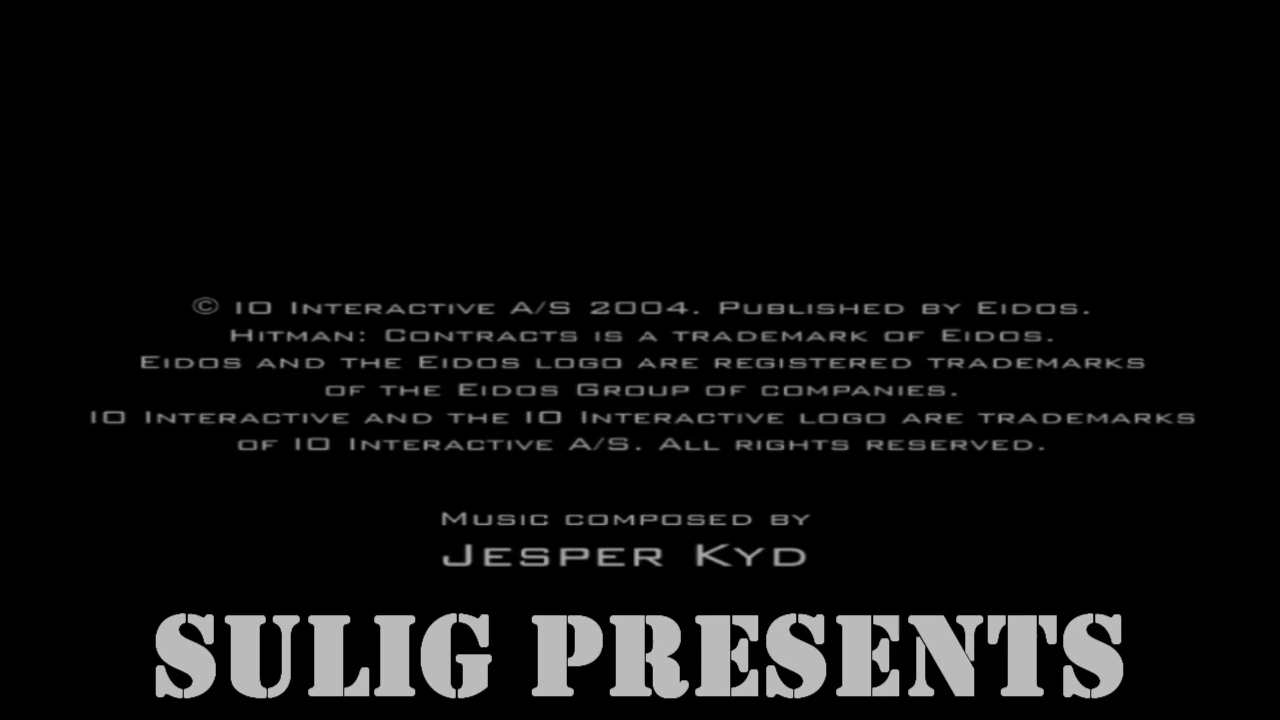 © IO Interactive A/S 2004. Published by Eidos.
Hitman: Contracts is a trademark of Eidos.
Eidos and the Eidos logo are registered trademarks
of the Eidos Group of companies.
IO Interactive and the IO Interactive logo are trademarks
of IO Interactive A/S. All rights reserved.
Music composed by
Jesper Kyd
SULIG PRESENTS